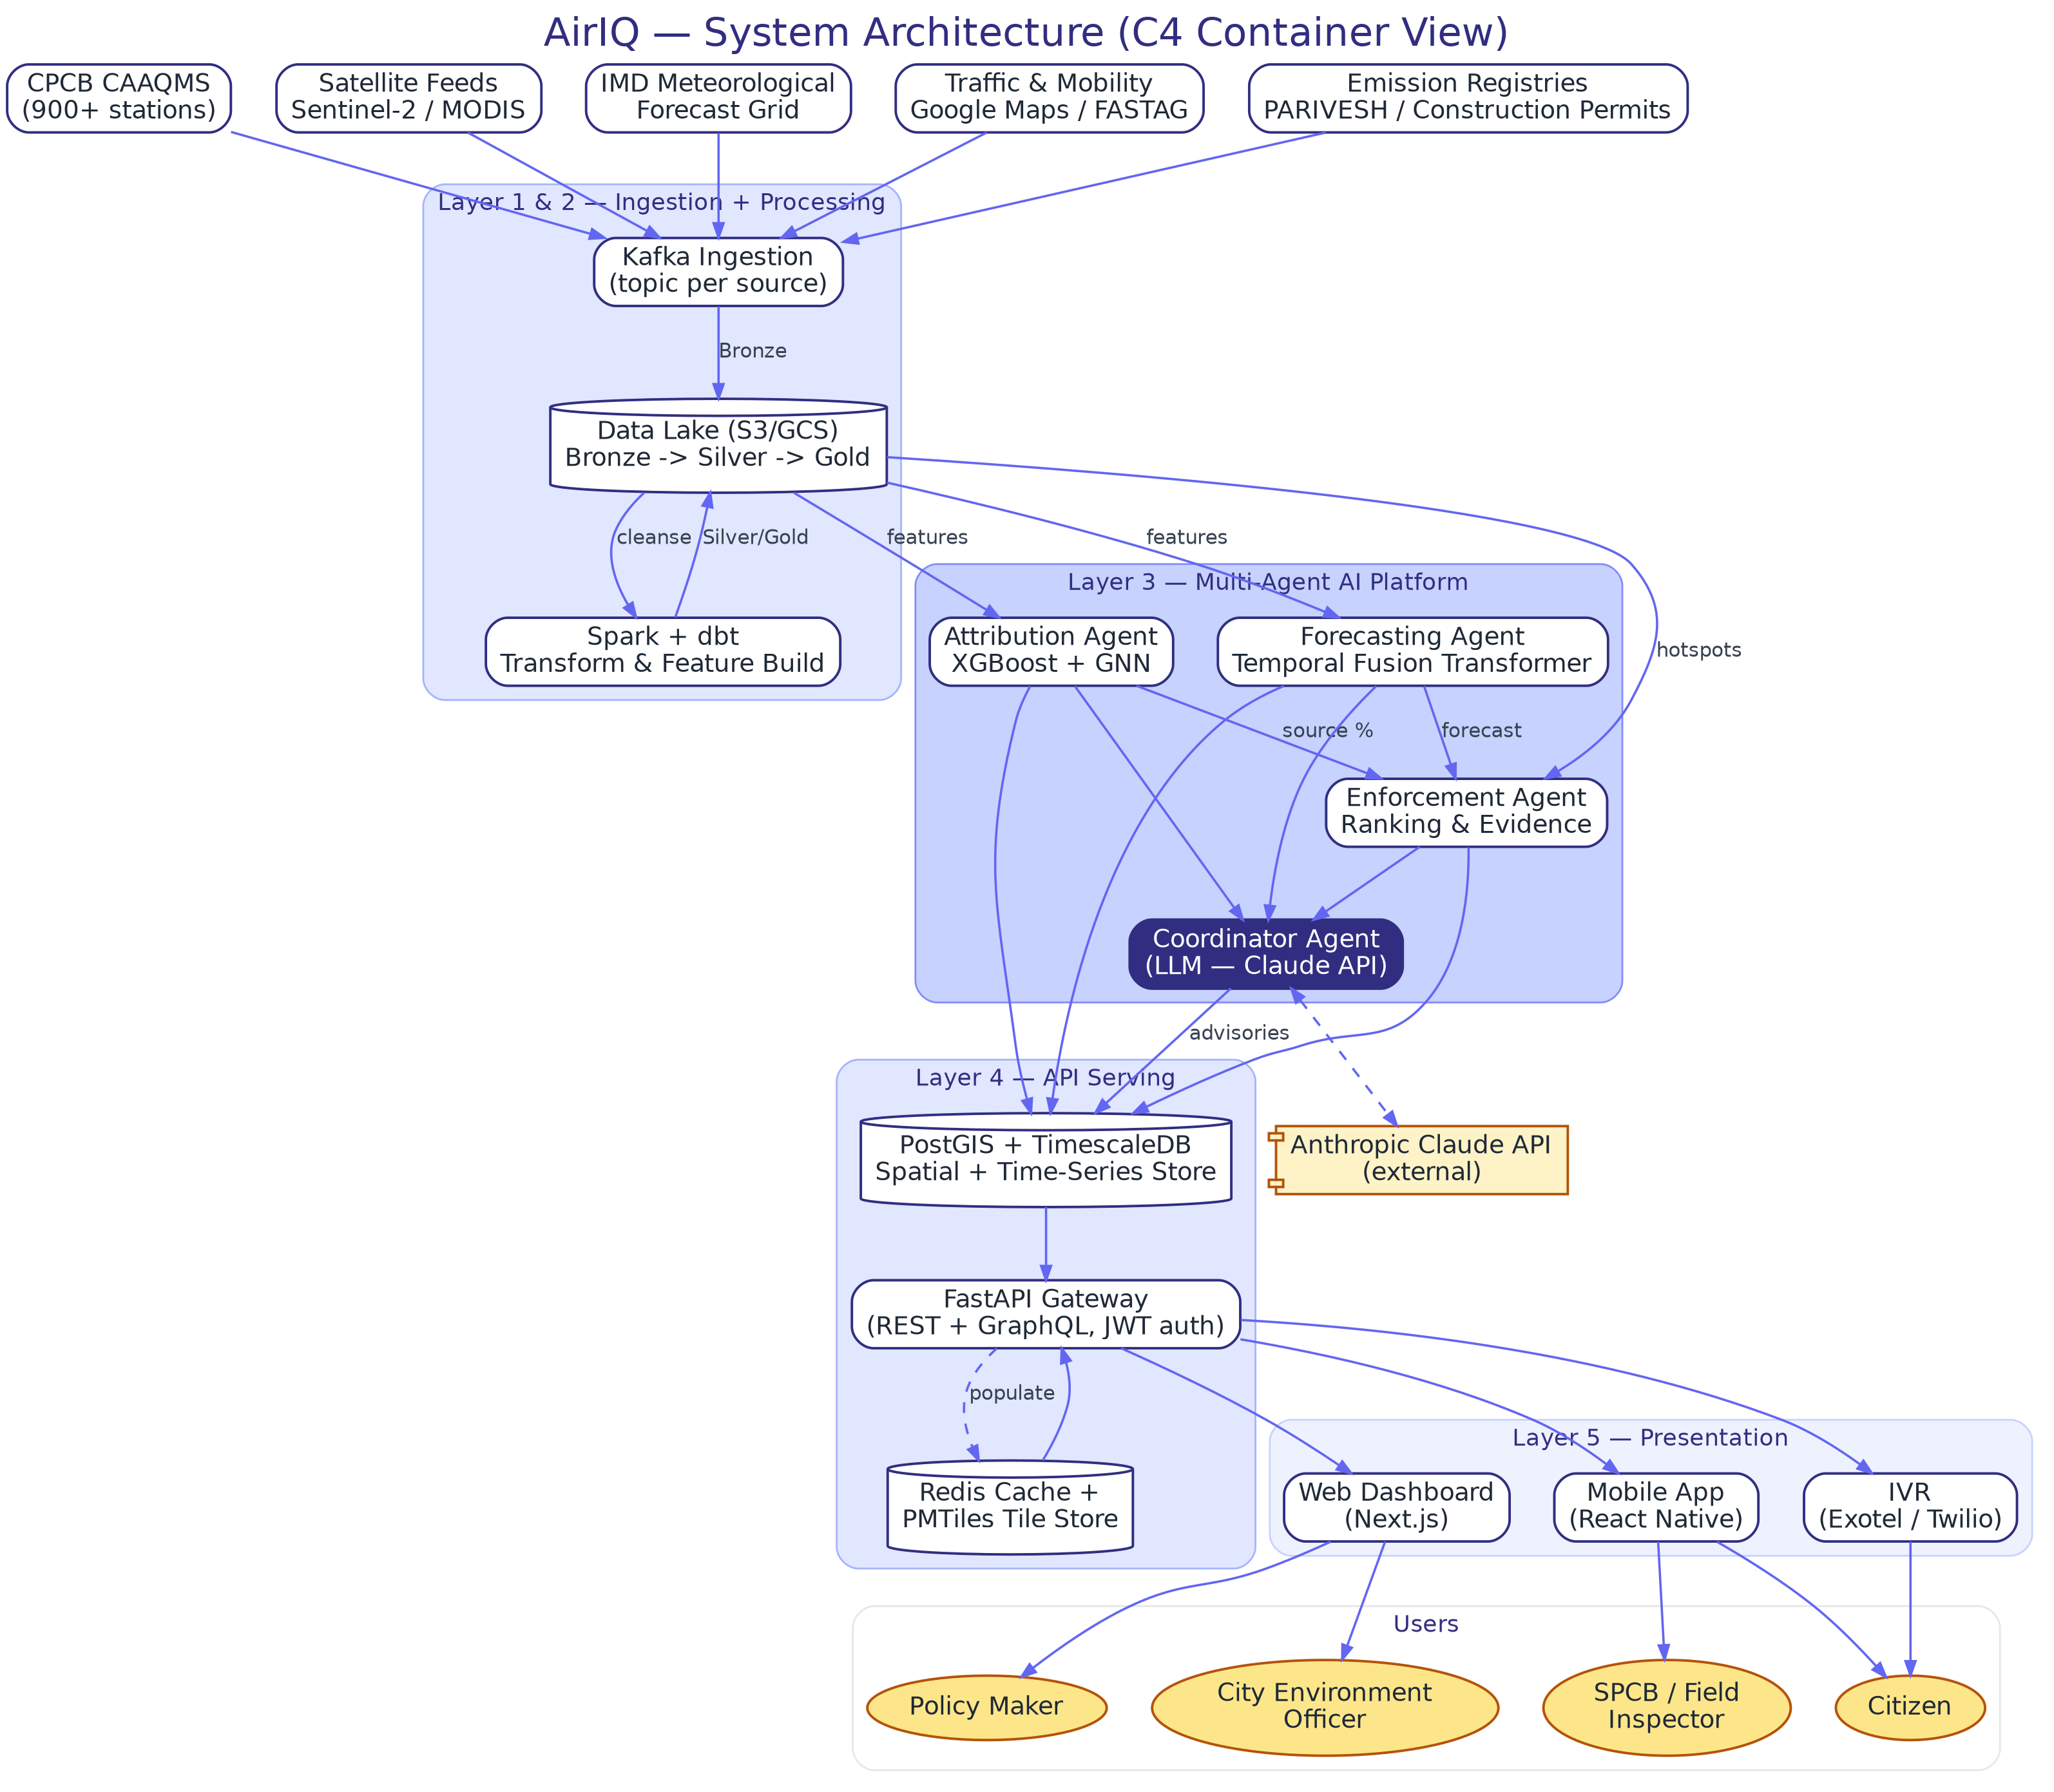 AirIQ — System Architecture (C4 Container View)
CPCB CAAQMS
(900+ stations)
Satellite Feeds
Sentinel-2 / MODIS
IMD Meteorological
Forecast Grid
Traffic & Mobility
Google Maps / FASTAG
Emission Registries
PARIVESH / Construction Permits
Layer 1 & 2 — Ingestion + Processing
Kafka Ingestion
(topic per source)
Bronze
Data Lake (S3/GCS)
Bronze -> Silver -> Gold
cleanse
Silver/Gold
features
features
Spark + dbt
Transform & Feature Build
Layer 3 — Multi-Agent AI Platform
Attribution Agent
XGBoost + GNN
Forecasting Agent
Temporal Fusion Transformer
hotspots
source %
forecast
Enforcement Agent
Ranking & Evidence
Coordinator Agent
(LLM — Claude API)
advisories
Layer 4 — API Serving
PostGIS + TimescaleDB
Spatial + Time-Series Store
Anthropic Claude API
(external)
FastAPI Gateway
(REST + GraphQL, JWT auth)
populate
Redis Cache +
PMTiles Tile Store
Layer 5 — Presentation
Web Dashboard
(Next.js)
Mobile App
(React Native)
IVR
(Exotel / Twilio)
Users
Policy Maker
City Environment
Officer
SPCB / Field
Inspector
Citizen